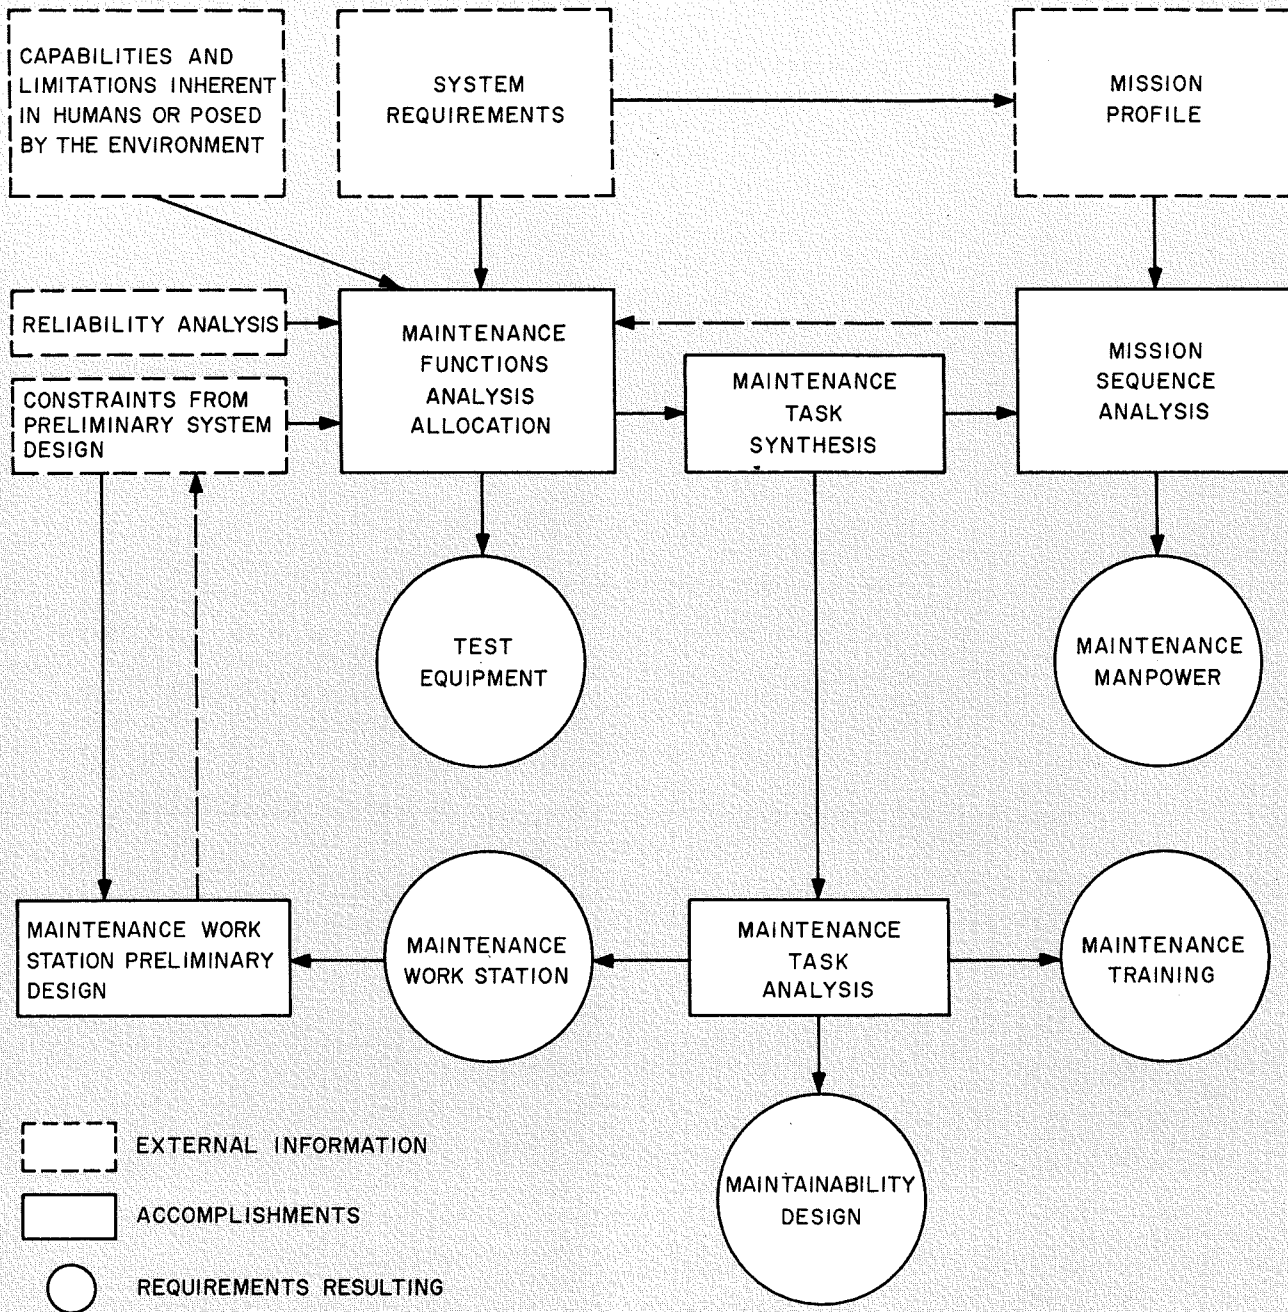 CAPABILITIES AND
LIMITATIONS INHERENT
IN HUMANS OR POSED
BY THE ENVIRONMENT
SYSTEM
REQUIREMENTS
MISSION
PROFILE
RELIABILITY ANALYSIS
CONSTRAINTS FROM
PRELIMINARY SYSTEM
DESIGN
MAINTENANCE
FUNCTIONS
ANALYSIS
ALLOCATION
MAINTENANCE
TASK
SYNTHESIS
MISSION
SEQUENCE
ANALYSIS
TEST
EQUIPMENT
MAINTENANCE
MANPOWER
MAINTENANCE WORK
STATION PRELIMINARY
DESIGN
MAINTENANCE
WORK STATION
MAINTENANCE
TASK
ANALYSIS
MAINTENANCE
TRAINING
MAINTAINABILITY
DESIGN
EXTERNAL INFORMATION
ACCOMPLISHMENTS
REQUIREMENTS RESULTING